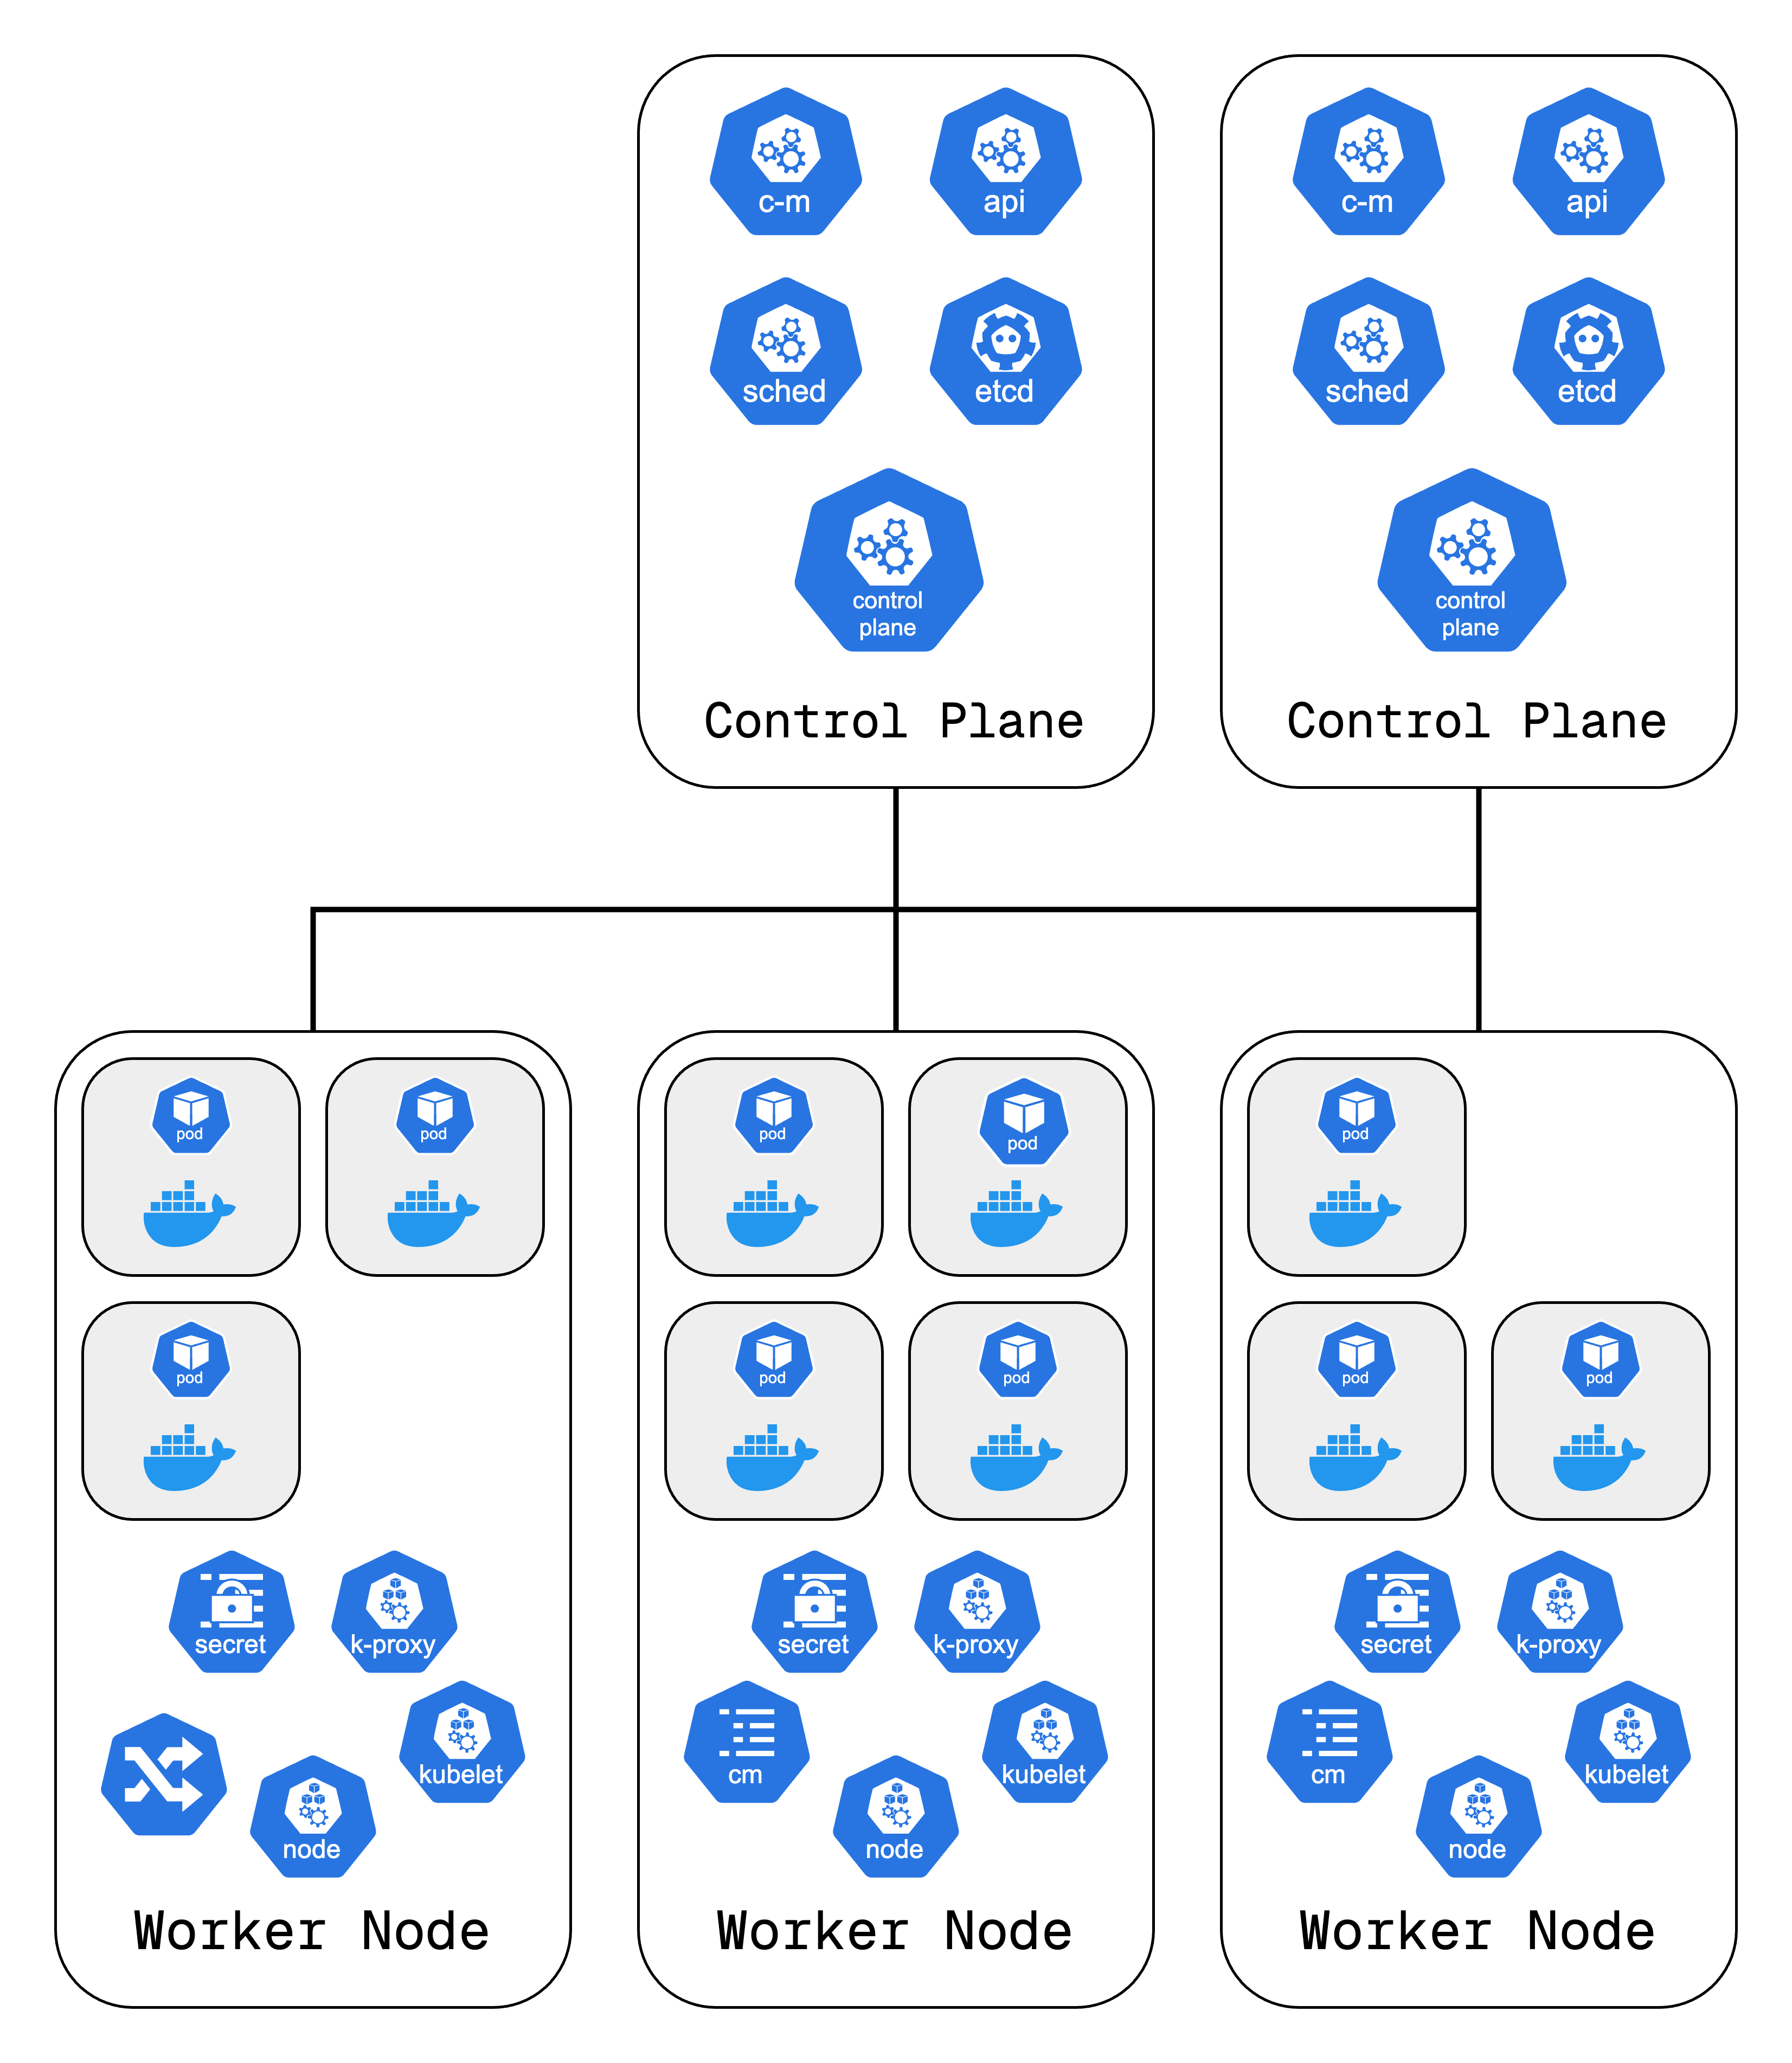 c-m
api
sched
etcd
control
plane
Control Plane
c-m
api
sched
etcd
control
plane
Control Plane
pod
pod
pod
secret
k-proxy
kubelet
node
Worker Node
pod
pod
pod
pod
secret
k-proxy
cm
kubelet
node
Worker Node
pod
pod
pod
secret
k-proxy
cm
kubelet
node
Worker Node